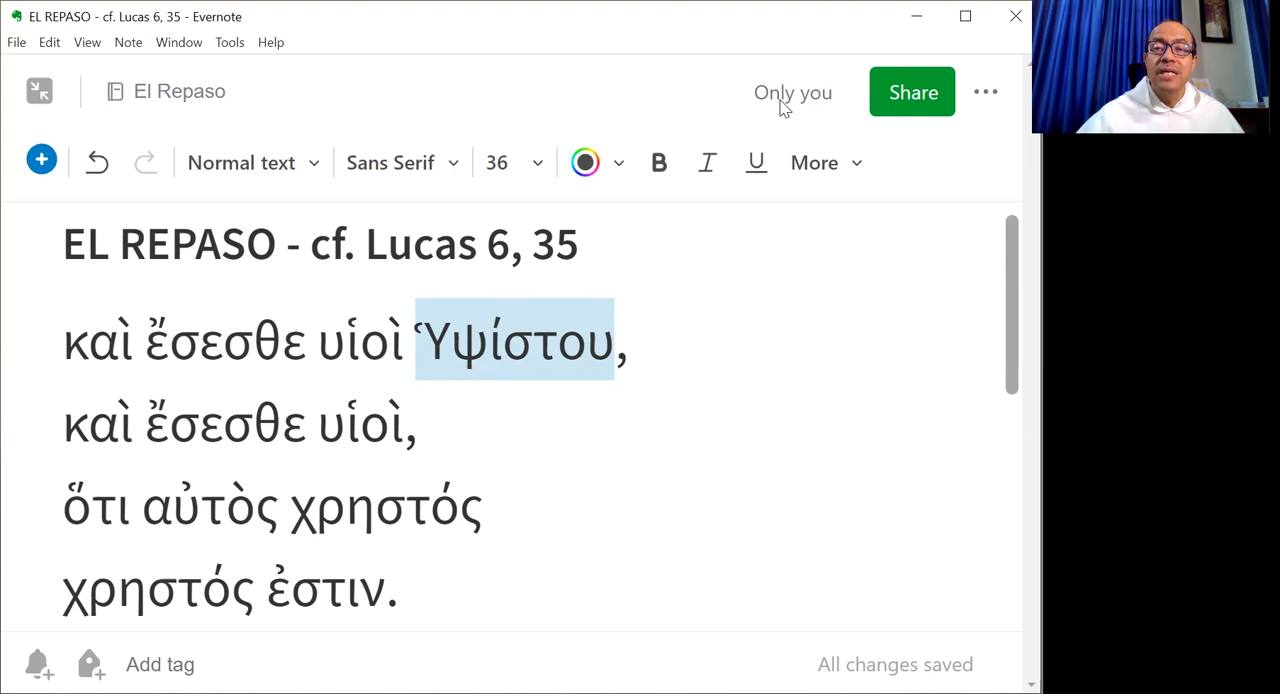 EL REPASO - cf. Lucas 6, 35 - Evernote
File Edit View Note Window Tools Help
El Repaso Only you Share
Normal text Sans Serif 36 B I U More
EL REPASO - cf. Lucas 6, 35
καὶ ἔσεσθε υἱοὶ Ὑψίστου,
καὶ ἔσεσθε υἱοὶ,
ὅτι αὐτὸς χρηστός
χρηστός ἐστιν.
Add tag All changes saved